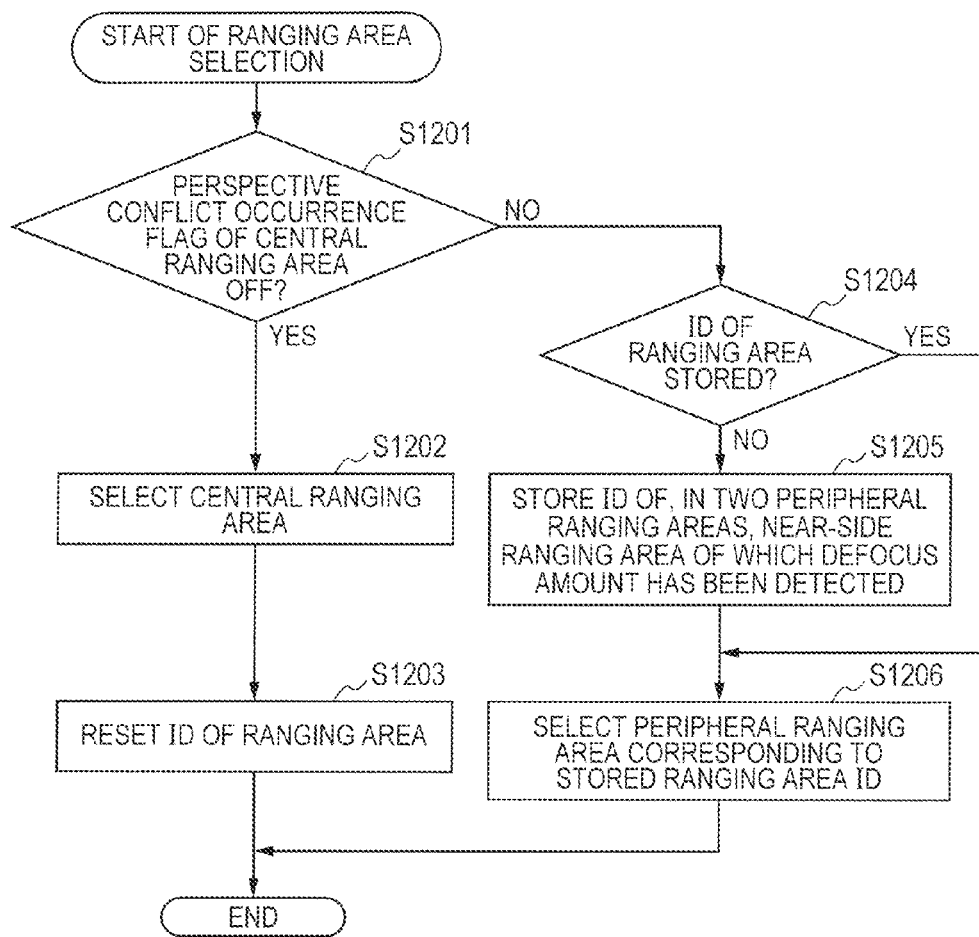 START OF RANGING AREA
SELECTION
S1201
PERSPECTIVE
CONFLICT OCCURRENCE
FLAG OF CENTRAL
RANGING AREA
OFF?
NO
YES
S1204
ID OF
RANGING AREA
STORED?
YES
NO
S1202
SELECT CENTRAL RANGING
AREA
S1205
STORE ID OF, IN TWO PERIPHERAL
RANGING AREAS, NEAR-SIDE
RANGING AREA OF WHICH DEFOCUS
AMOUNT HAS BEEN DETECTED
S1203
RESET ID OF RANGING AREA
S1206
SELECT PERIPHERAL RANGING
AREA CORRESPONDING TO
STORED RANGING AREA ID
END